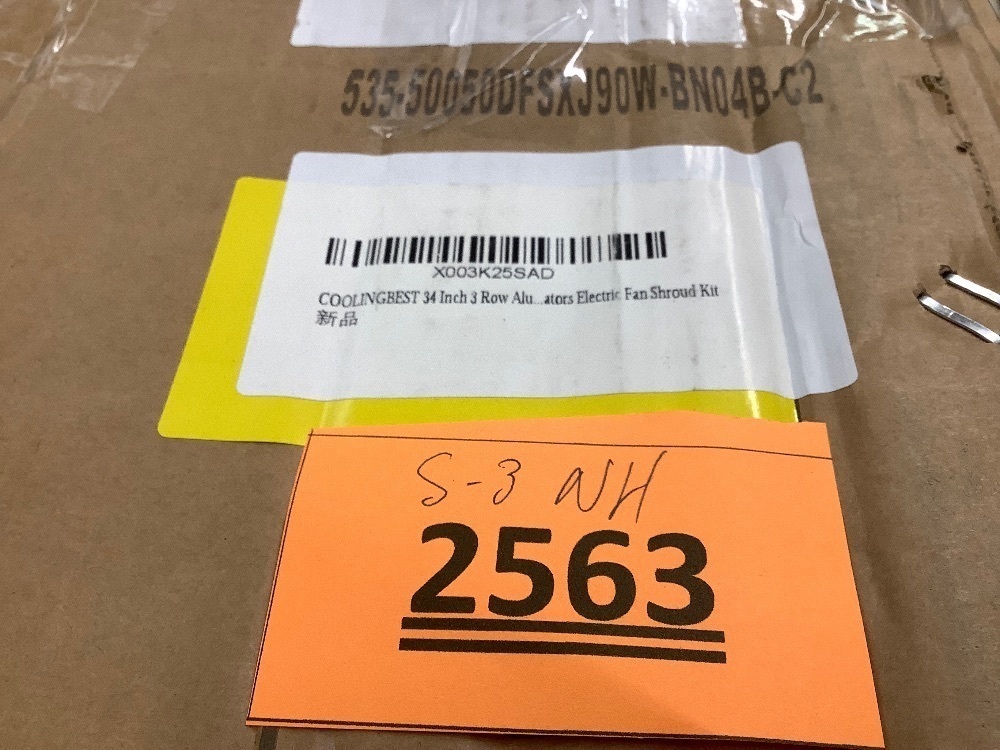 535-50050DFSXJ90W-BN04B-C2
X003K25SAD
COOLINGBEST 34 Inch 3 Row Alu...ators Electric Fan Shroud Kit
新品
S-3 NH
2563